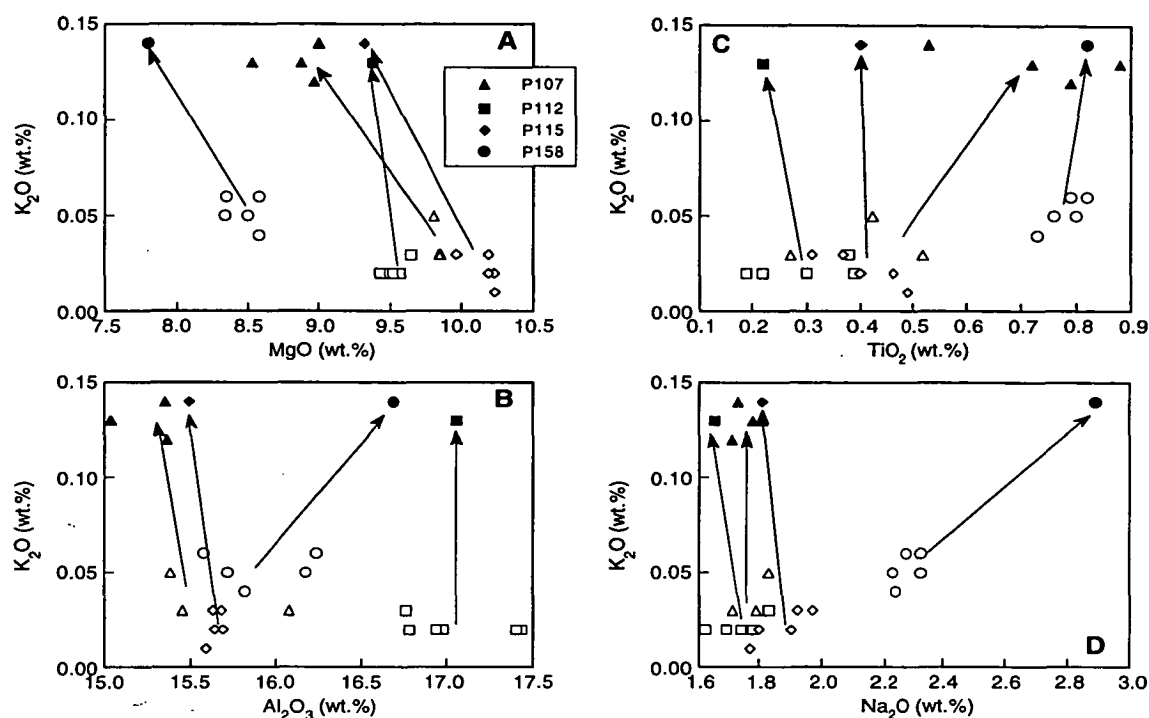 A
0.15
0.10
0.05
0.00
K2O (wt.%)
7.5 8.0 8.5 9.0 9.5 10.0 10.5
MgO (wt.%)
P107
P112
P115
P158
C
0.15
0.10
0.05
0.00
K2O (wt.%)
0.1 0.2 0.3 0.4 0.5 0.6 0.7 0.8 0.9
TiO2 (wt.%)
B
0.15
0.10
0.05
0.00
K2O (wt.%)
15.0 15.5 16.0 16.5 17.0 17.5
Al2O3 (wt.%)
D
0.15
0.10
0.05
0.00
K2O (wt.%)
1.6 1.8 2.0 2.2 2.4 2.6 2.8 3.0
Na2O (wt.%)